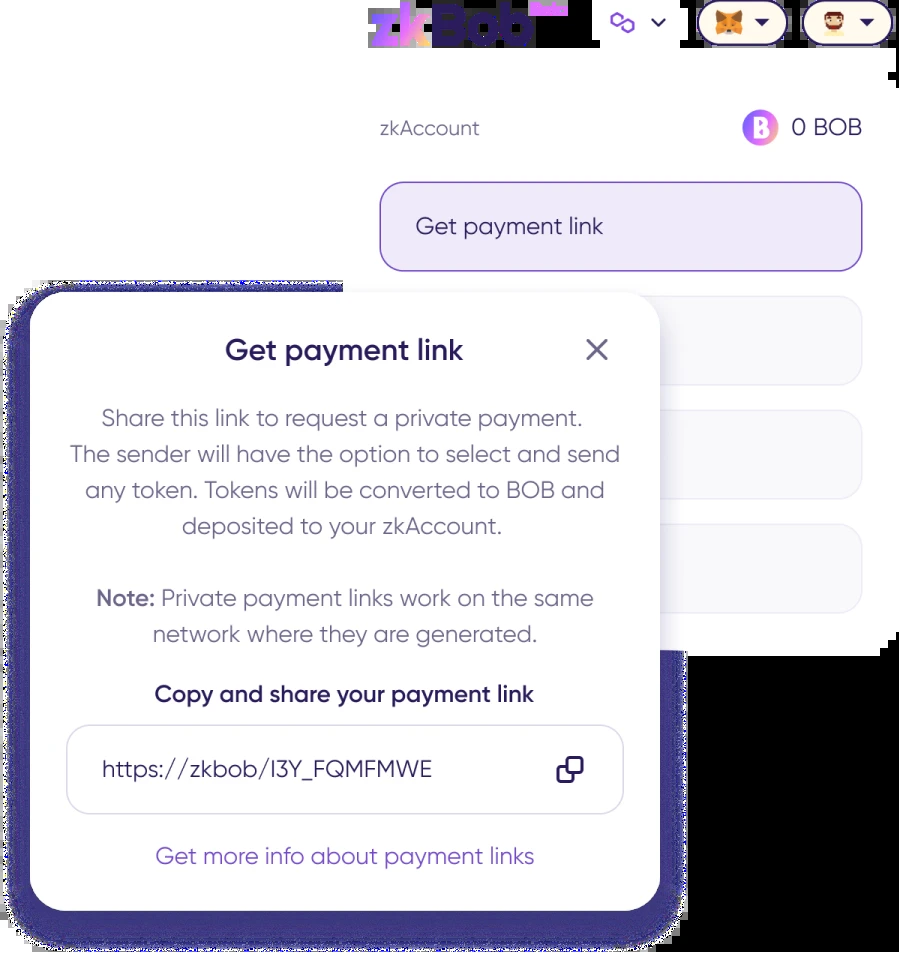 zkBob
zkAccount
0 BOB
Get payment link
Get payment link
Share this link to request a private payment.
The sender will have the option to select and send
any token. Tokens will be converted to BOB and
deposited to your zkAccount.
Note: Private payment links work on the same
network where they are generated.
Copy and share your payment link
https://zkbob/I3Y_FQMFMWE
Get more info about payment links